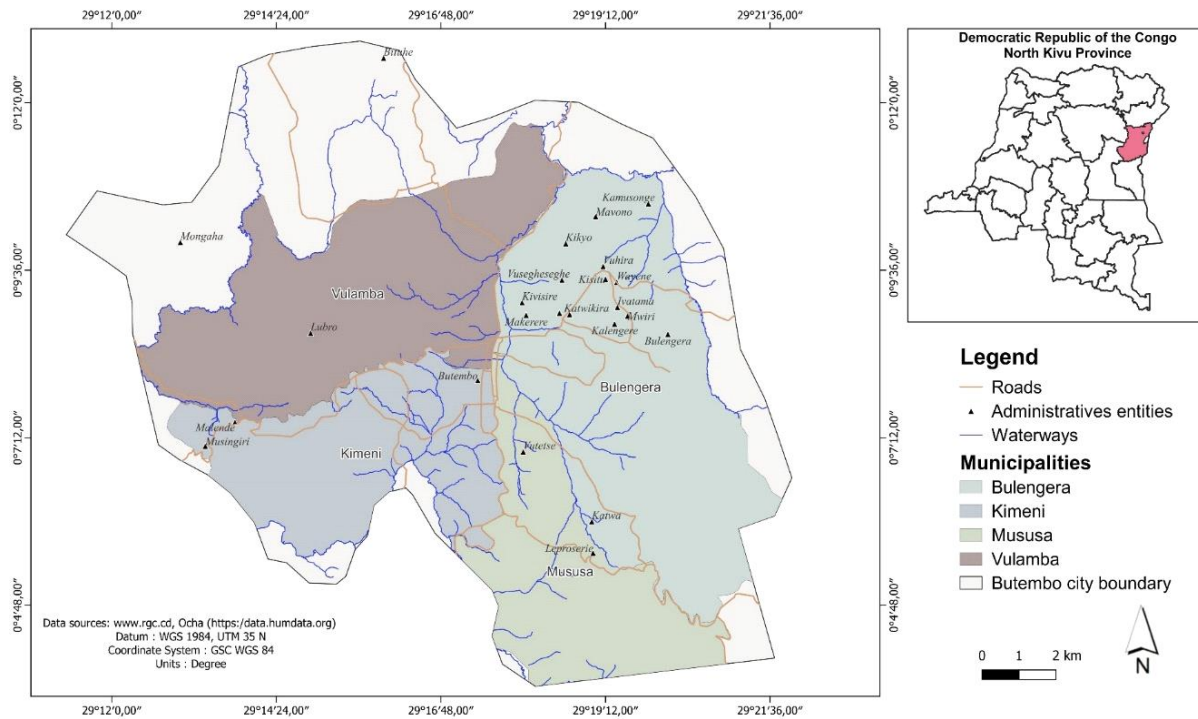 29°12'0,00" 29°14'24,00" 29°16'48,00" 29°19'12,00" 29°21'36,00"
Democratic Republic of the Congo
North Kivu Province
0°12'0,00" 0°12'0,00"
Bituhe
Kamusonge
Mavono
Mongaha
Kikyo
0°9'36,00" 0°9'36,00"
Vuhira
Vusegheseghe Kisitu Wayene
Vulamba
Kivisire Ivatama
Makerere Katwikira Mwiri
Lubro Kalengere
Bulengera
Butembo
Bulengera
Masende
Musingiri
0°7'12,00" 0°7'12,00"
Kimeni
Vutetse
Katwa
Leproserie
Mususa
0°4'48,00" 0°4'48,00"
Data sources: www.rgc.cd, Ocha (https:/data.humdata.org)
Datum : WGS 1984, UTM 35 N
Coordinate System : GSC WGS 84
Units : Degree
29°12'0,00" 29°14'24,00" 29°16'48,00" 29°19'12,00" 29°21'36,00"
Legend
Roads
Administratives entities
Waterways
Municipalities
Bulengera
Kimeni
Mususa
Vulamba
Butembo city boundary
0 1 2 km
N